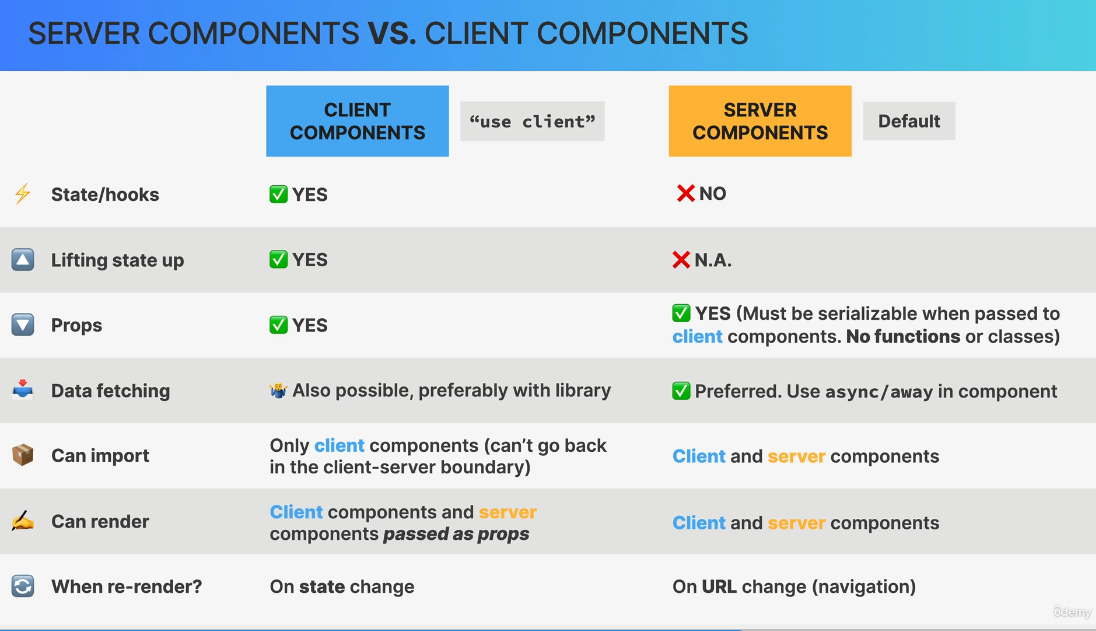 SERVER COMPONENTS VS. CLIENT COMPONENTS
CLIENT
COMPONENTS
“use client”
SERVER
COMPONENTS
Default
State/hooks
YES
NO
Lifting state up
YES
N.A.
Props
YES
YES (Must be serializable when passed to
client components. No functions or classes)
Data fetching
Also possible, preferably with library
Preferred. Use async/away in component
Can import
Only client components (can’t go back
in the client-server boundary)
Client and server components
Can render
Client components and server
components passed as props
Client and server components
When re-render?
On state change
On URL change (navigation)
ûdemy